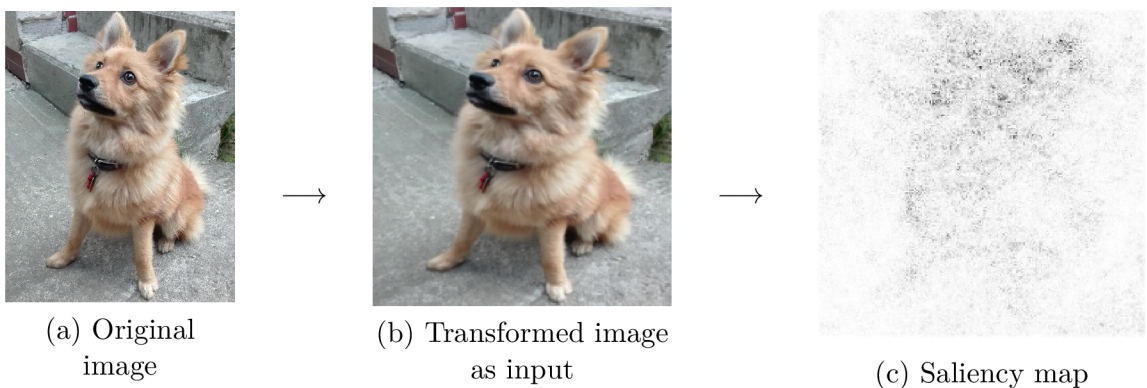 (a) Original
image
(b) Transformed image
as input
(c) Saliency map